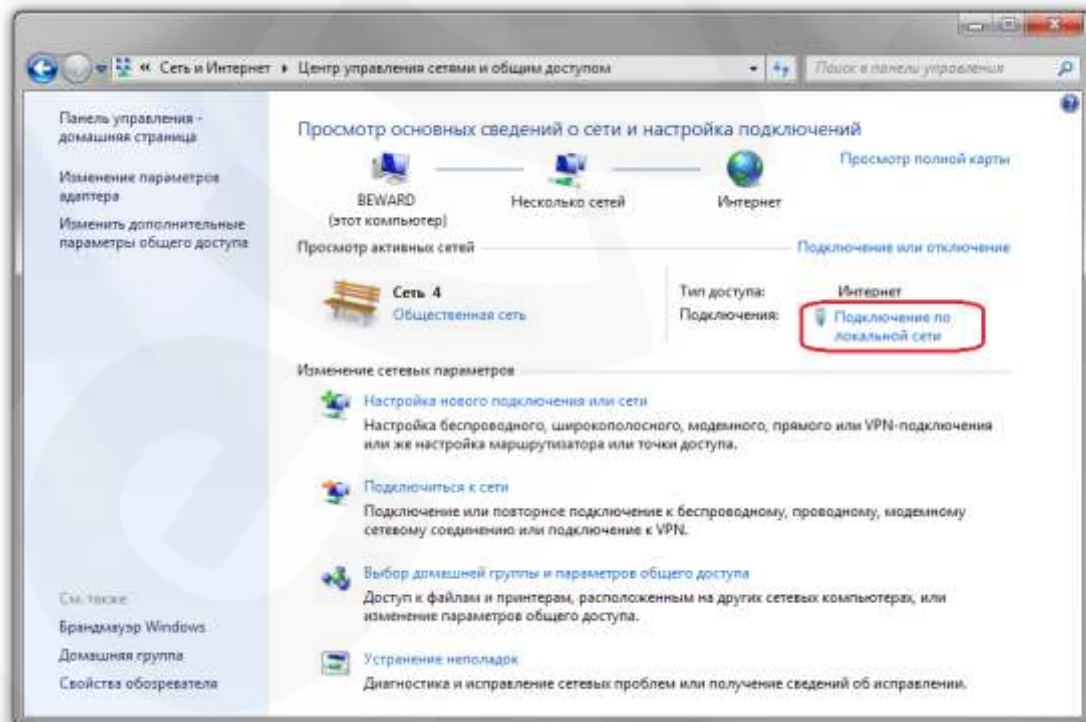 « Сеть и Интернет ▸ Центр управления сетями и общим доступом
Поиск в панели управления
Панель управления -
домашняя страница
Изменение параметров
адаптера
Изменить дополнительные
параметры общего доступа
Просмотр основных сведений о сети и настройка подключений
Просмотр полной карты
BEWARD
(этот компьютер)
Несколько сетей
Интернет
Просмотр активных сетей
Подключение или отключение
Сеть 4
Общественная сеть
Тип доступа:
Интернет
Подключения:
Подключение по
локальной сети
Изменение сетевых параметров
Настройка нового подключения или сети
Настройка беспроводного, широкополосного, модемного, прямого или VPN-подключения
или же настройка маршрутизатора или точки доступа.
Подключиться к сети
Подключение или повторное подключение к беспроводному, проводному, модемному
сетевому соединению или подключение к VPN.
Выбор домашней группы и параметров общего доступа
Доступ к файлам и принтерам, расположенным на других сетевых компьютерах, или
изменение параметров общего доступа.
Устранение неполадок
Диагностика и исправление сетевых проблем или получение сведений об исправлении.
См. также
Брандмауэр Windows
Домашняя группа
Свойства обозревателя